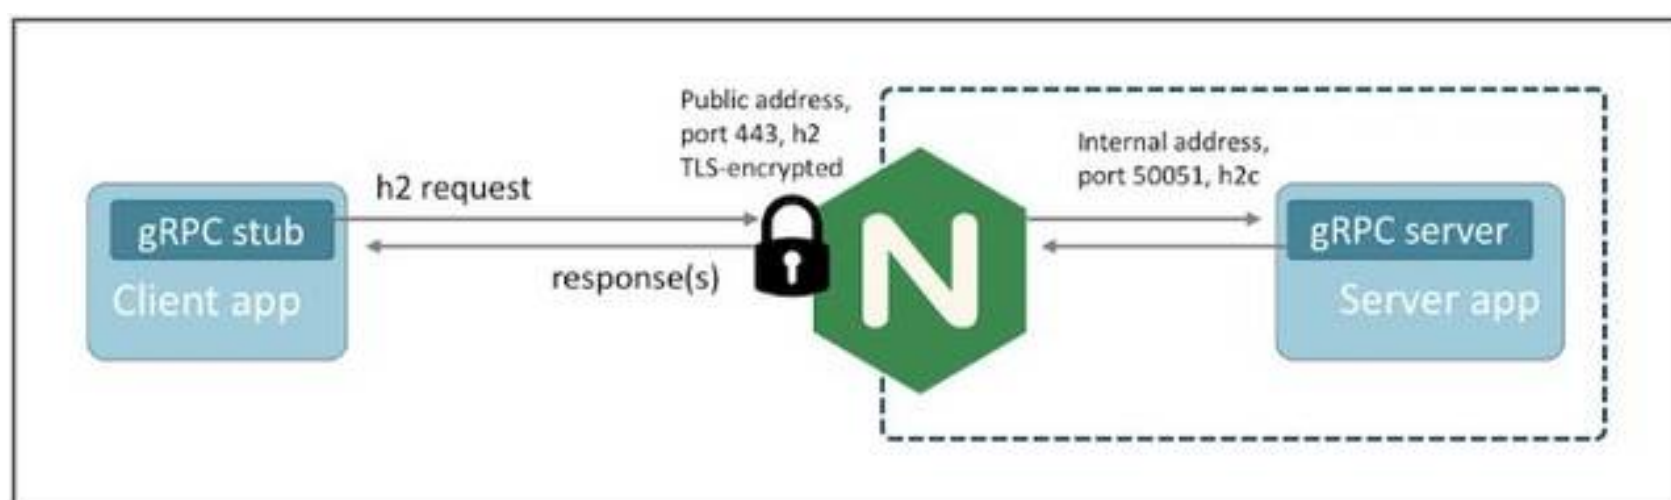 gRPC stub
Client app
h2 request
response(s)
Public address,
port 443, h2
TLS-encrypted
N
Internal address,
port 50051, h2c
gRPC server
Server app